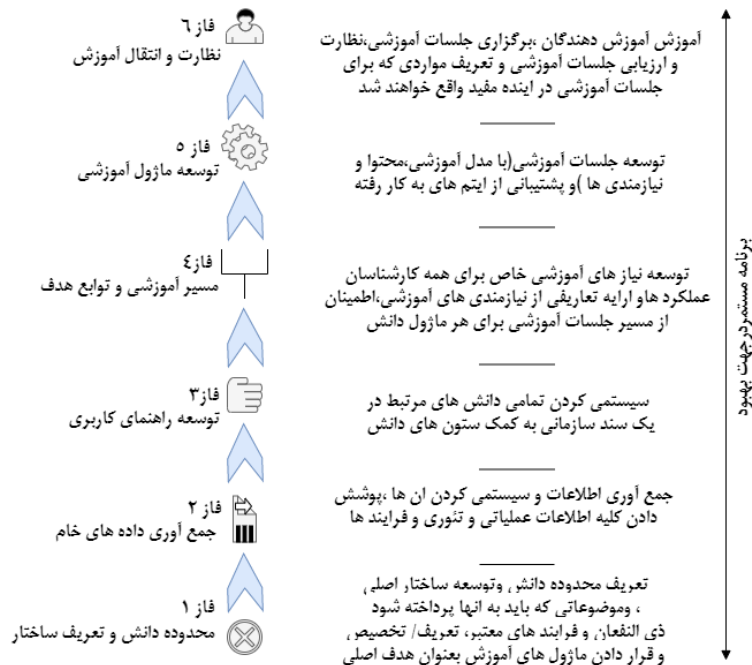 فاز ٦
نظارت و انتقال آموزش
آموزش آموزش دهندگان ،برگزاری جلسات آموزشی،نظارت
و ارزیابی جلسات آموزشی و تعریف مواردی که برای
جلسات آموزشی در اینده مفید واقع خواهند شد
فاز ٥
توسعه ماژول آموزشی
توسعه جلسات آموزشی(با مدل آموزشی،محتوا و
نیازمندی ها )و پشتیبانی از ایتم های به کار رفته
فاز٤
مسیر آموزشی و توابع هدف
توسعه نیاز های آموزشی خاص برای همه کارشناسان
عملکرد هاو ارایه تعاریفی از نیازمندی های آموزشی،اطمینان
از مسیر جلسات آموزشی برای هر ماژول دانش
فاز٣
توسعه راهنمای کاربری
سیستمی کردن تمامی دانش های مرتبط در
یک سند سازمانی به کمک ستون های دانش
فاز ٢
جمع آوری داده های خام
جمع آوری اطلاعات و سیستمی کردن ان ها ،پوشش
دادن کلیه اطلاعات عملیاتی و تئوری و فرایند ها
فاز ١
محدوده دانش و تعریف ساختار
تعریف محدوده دانش وتوسعه ساختار اصلی
، وموضوعاتی که باید به انها پرداخته شود
ذی النفعان و فرایند های معتبر، تعریف/ تخصیص
و قرار دادن ماژول های آموزش بعنوان هدف اصلی
برنامه مستمردرجهت بهبود